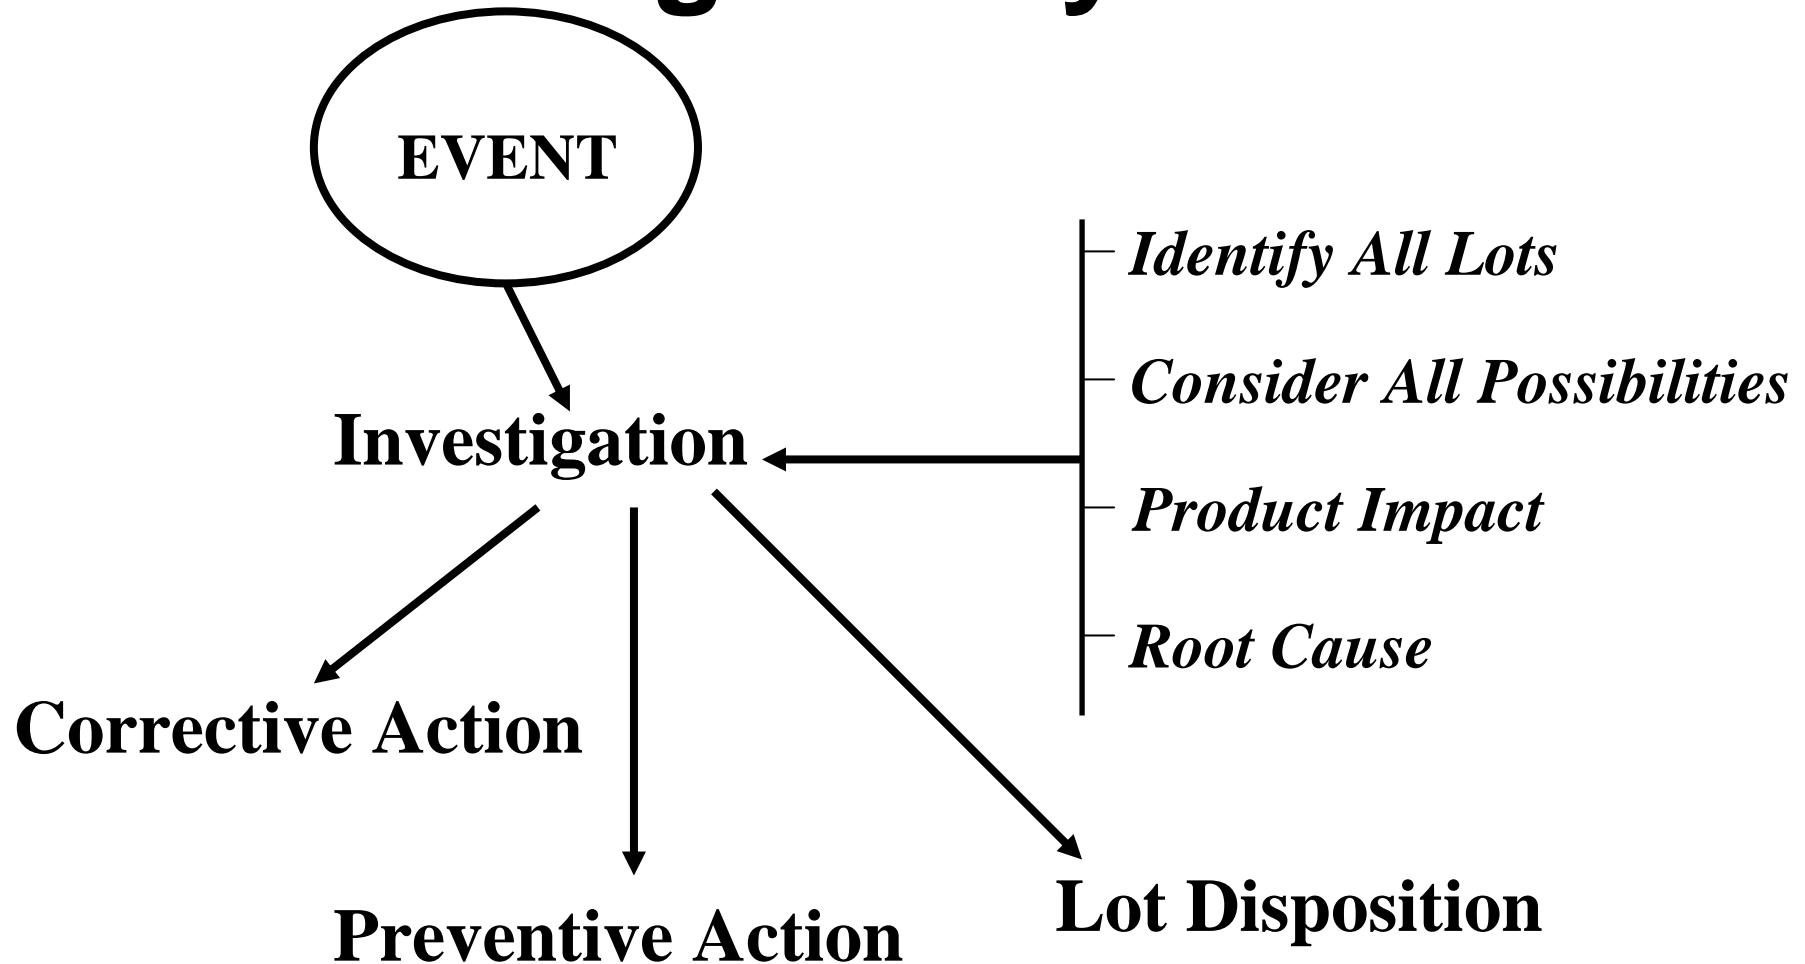 EVENT
Identify All Lots
Consider All Possibilities
Investigation
Product Impact
Root Cause
Corrective Action
Lot Disposition
Preventive Action